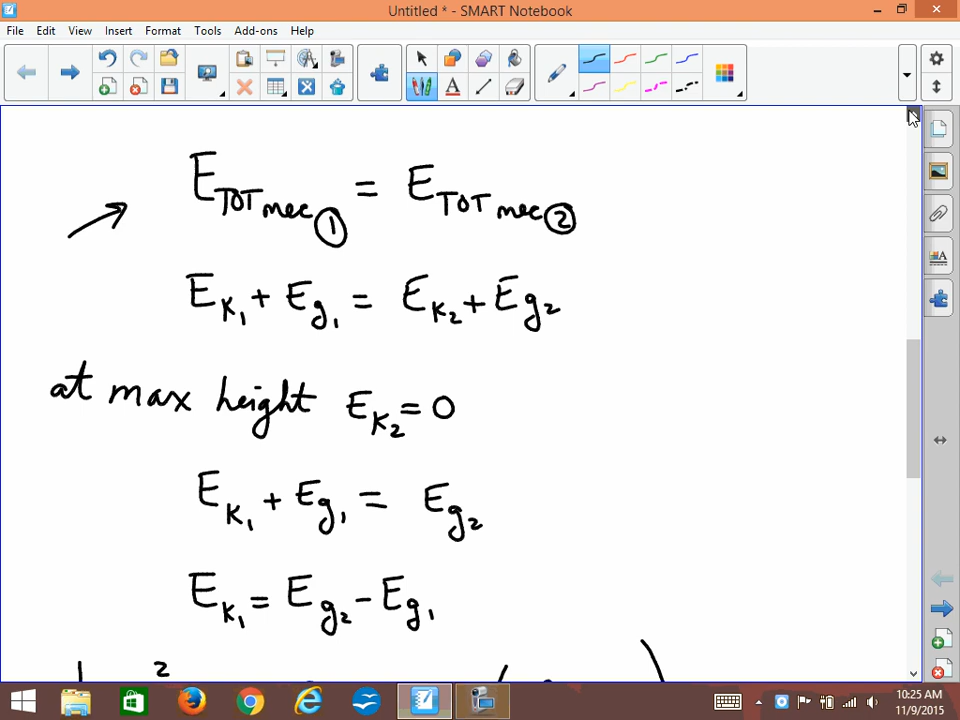 Untitled * - SMART Notebook
File Edit View Insert Format Tools Add-ons Help
E_TOT mec ① = E_TOT mec ②
E_K₁ + E_g₁ = E_K₂ + E_g₂
at max height E_K₂ = 0
E_K₁ + E_g₁ = E_g₂
E_K₁ = E_g₂ - E_g₁
2
10:25 AM
11/9/2015